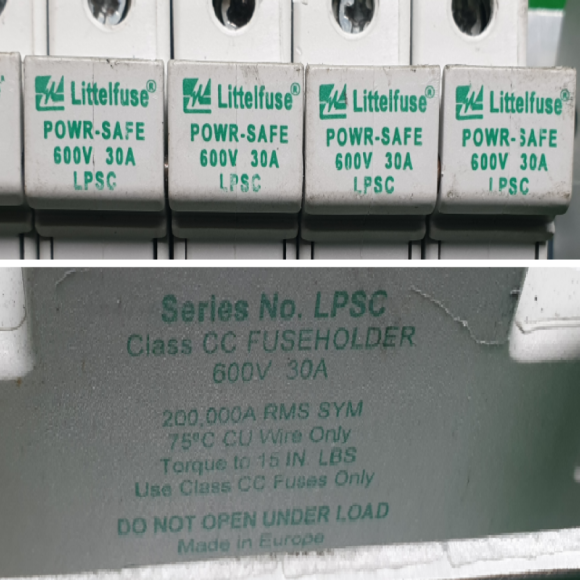 Littelfuse®
POWR-SAFE
600V 30A
LPSC
Littelfuse®
POWR-SAFE
600V 30A
LPSC
Littelfuse®
POWR-SAFE
600V 30A
LPSC
Littelfuse®
POWR-SAFE
600V 30A
LPSC
Series No. LPSC
Class CC FUSEHOLDER
600V 30A
200,000A RMS SYM
75°C CU Wire Only
Torque to 15 IN. LBS
Use Class CC Fuses Only
DO NOT OPEN UNDER LOAD
Made in Europe